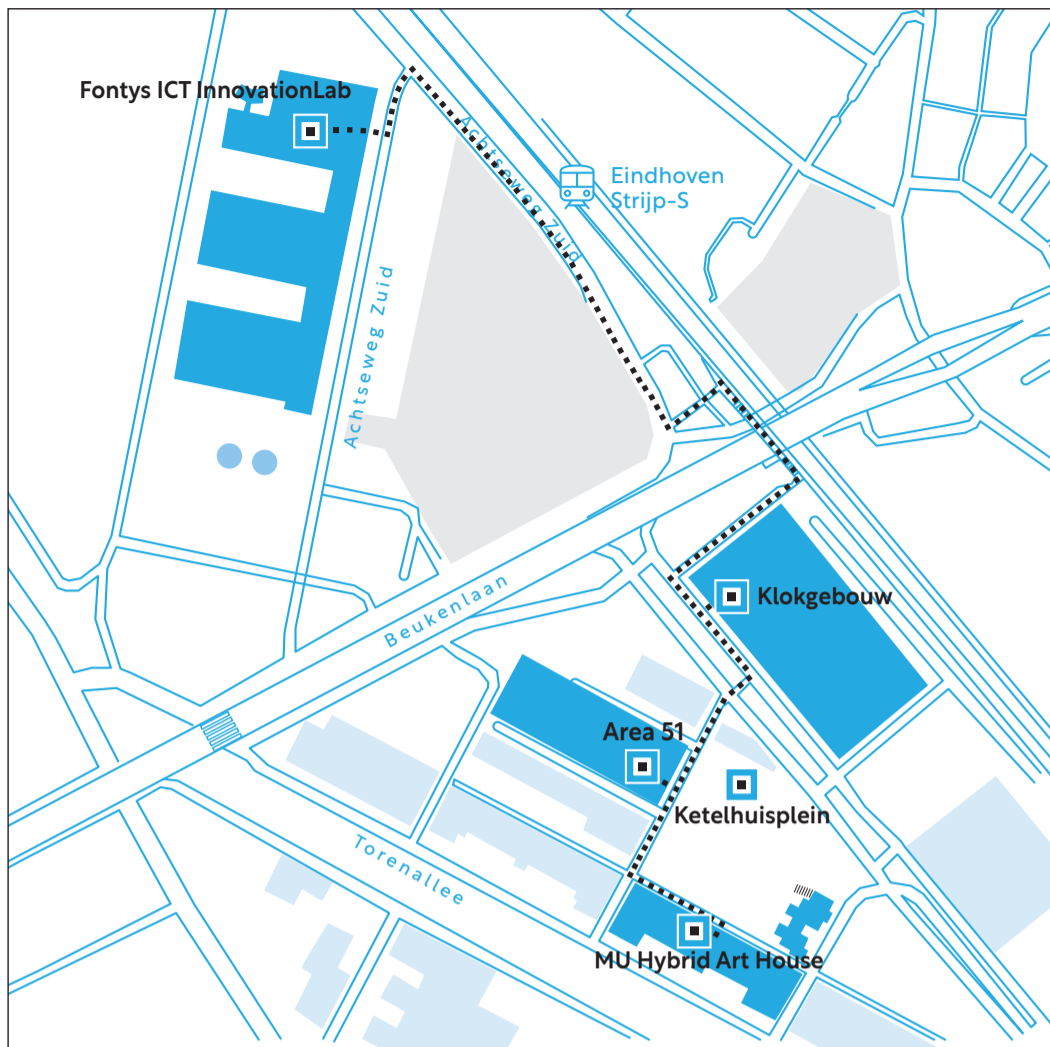 Fontys ICT InnovationLab
Achtseweg Zuid
Eindhoven
Strijp-S
Achtseweg Zuid
Beukenlaan
Klokgebouw
Area 51
Ketelhuisplein
Torenallee
MU Hybrid Art House